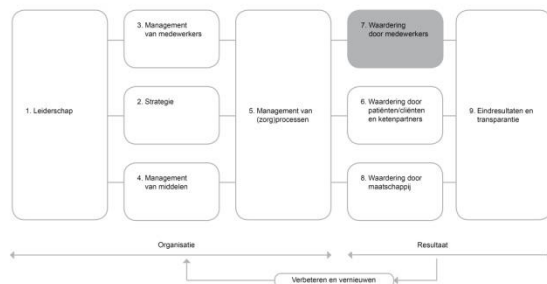 3. Management
van medewerkers
7. Waardering
door medewerkers
1. Leiderschap
2. Strategie
5. Management van
(zorg)processen
6. Waardering door
patiënten/cliënten
en ketenpartners
9. Eindresultaten en
transparantie
4. Management
van middelen
8. Waardering door
maatschappij
Organisatie
Resultaat
Verbeteren en vernieuwen